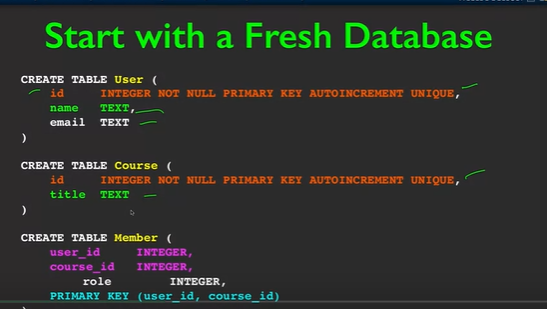 Start with a Fresh Database
CREATE TABLE User (
id INTEGER NOT NULL PRIMARY KEY AUTOINCREMENT UNIQUE,
name TEXT,
email TEXT
)
CREATE TABLE Course (
id INTEGER NOT NULL PRIMARY KEY AUTOINCREMENT UNIQUE,
title TEXT
)
CREATE TABLE Member (
user_id INTEGER,
course_id INTEGER,
role INTEGER,
PRIMARY KEY (user_id, course_id)